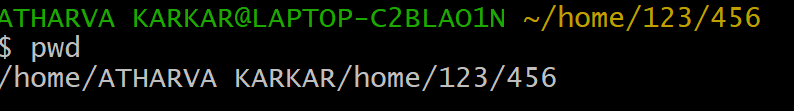 ATHARVA KARKAR@LAPTOP-C2BLAO1N ~/home/123/456
$ pwd
/home/ATHARVA KARKAR/home/123/456